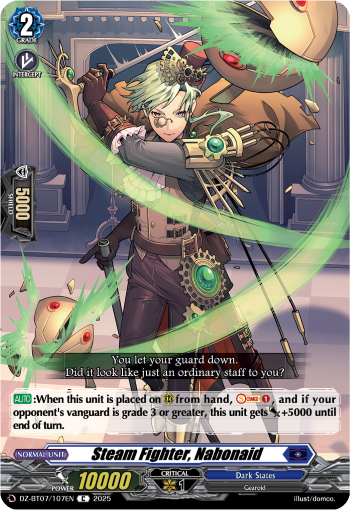 2
GRADE
INTERCEPT
5000
SHIELD
You let your guard down.
Did it look like just an ordinary staff to you?
AUTO :When this unit is placed on RC from hand, COST 1 , and if your
opponent's vanguard is grade 3 or greater, this unit gets +5000 until
end of turn.
NORMAL UNIT
Steam Fighter, Nabonaid
POWER 10000
CRITICAL
1
Dark States
Gearoid
D DZ-BT07/107EN C 2025
illust/domco.